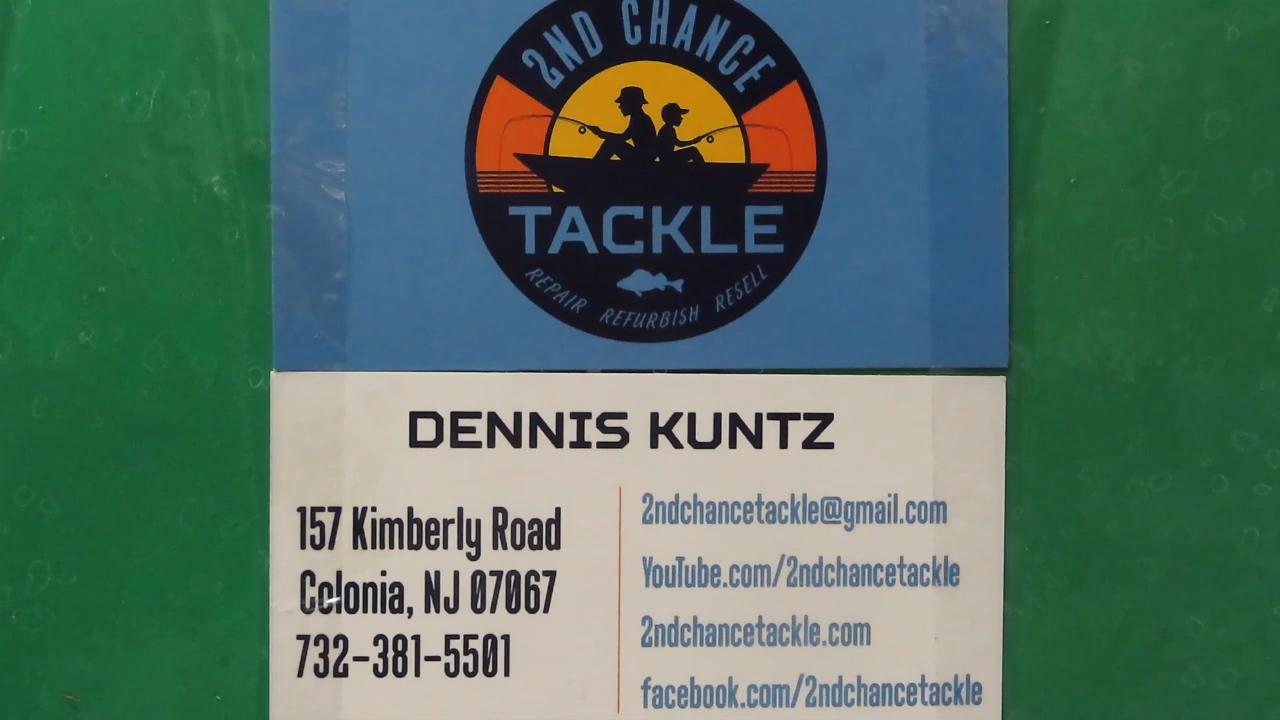 2ND CHANCE
TACKLE
REPAIR REFURBISH RESELL
DENNIS KUNTZ
157 Kimberly Road
Colonia, NJ 07067
732-381-5501
2ndchancetackle@gmail.com
YouTube.com/2ndchancetackle
2ndchancetackle.com
facebook.com/2ndchancetackle